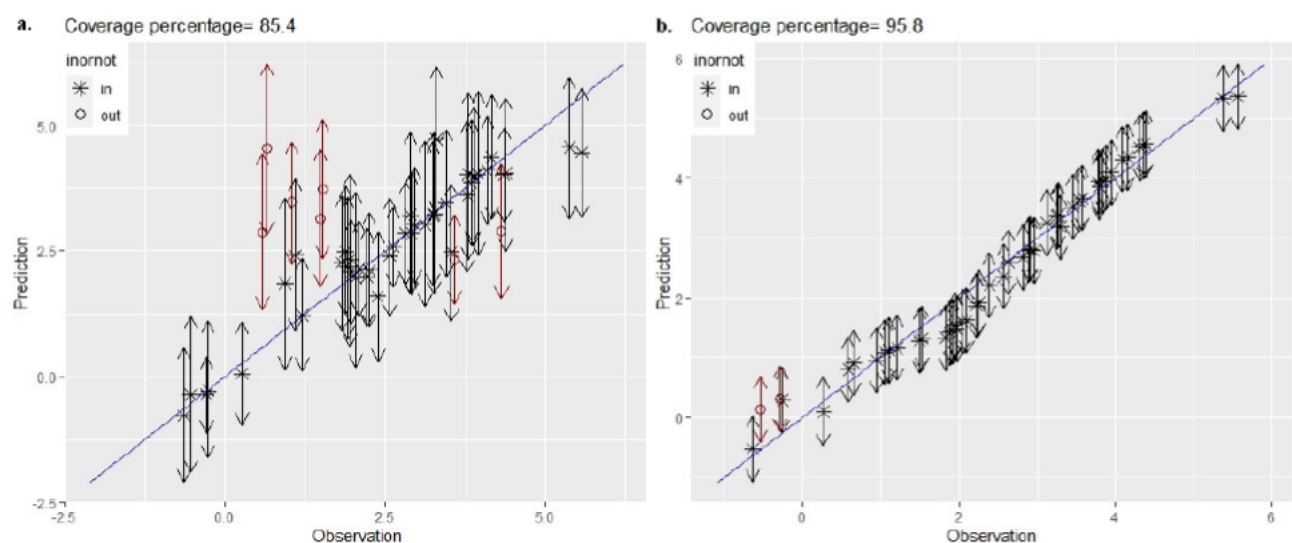 a. Coverage percentage= 85.4
inornot
in
out
5.0
2.5
0.0
-2.5
Prediction
-2.5 0.0 2.5 5.0
Observation
b. Coverage percentage= 95.8
inornot
in
out
6
4
2
0
Prediction
0 2 4 6
Observation